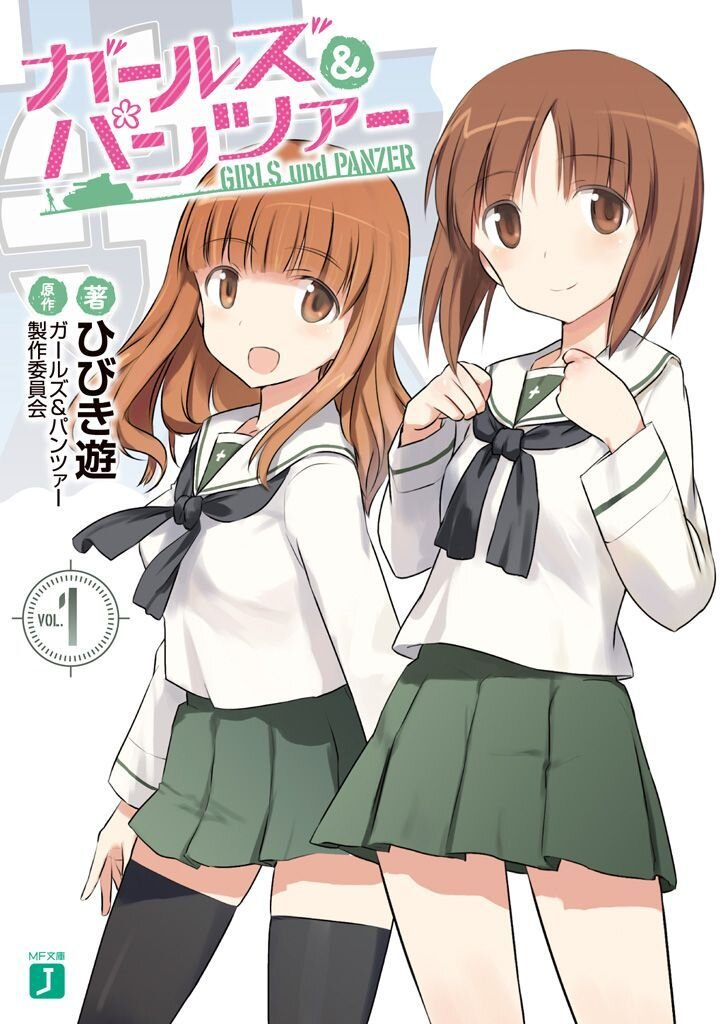 ガールズ&
パンツァー
GIRLS und PANZER
著 ひびき遊
原作 ガールズ&パンツァー
製作委員会
VOL.1
MF文庫
J